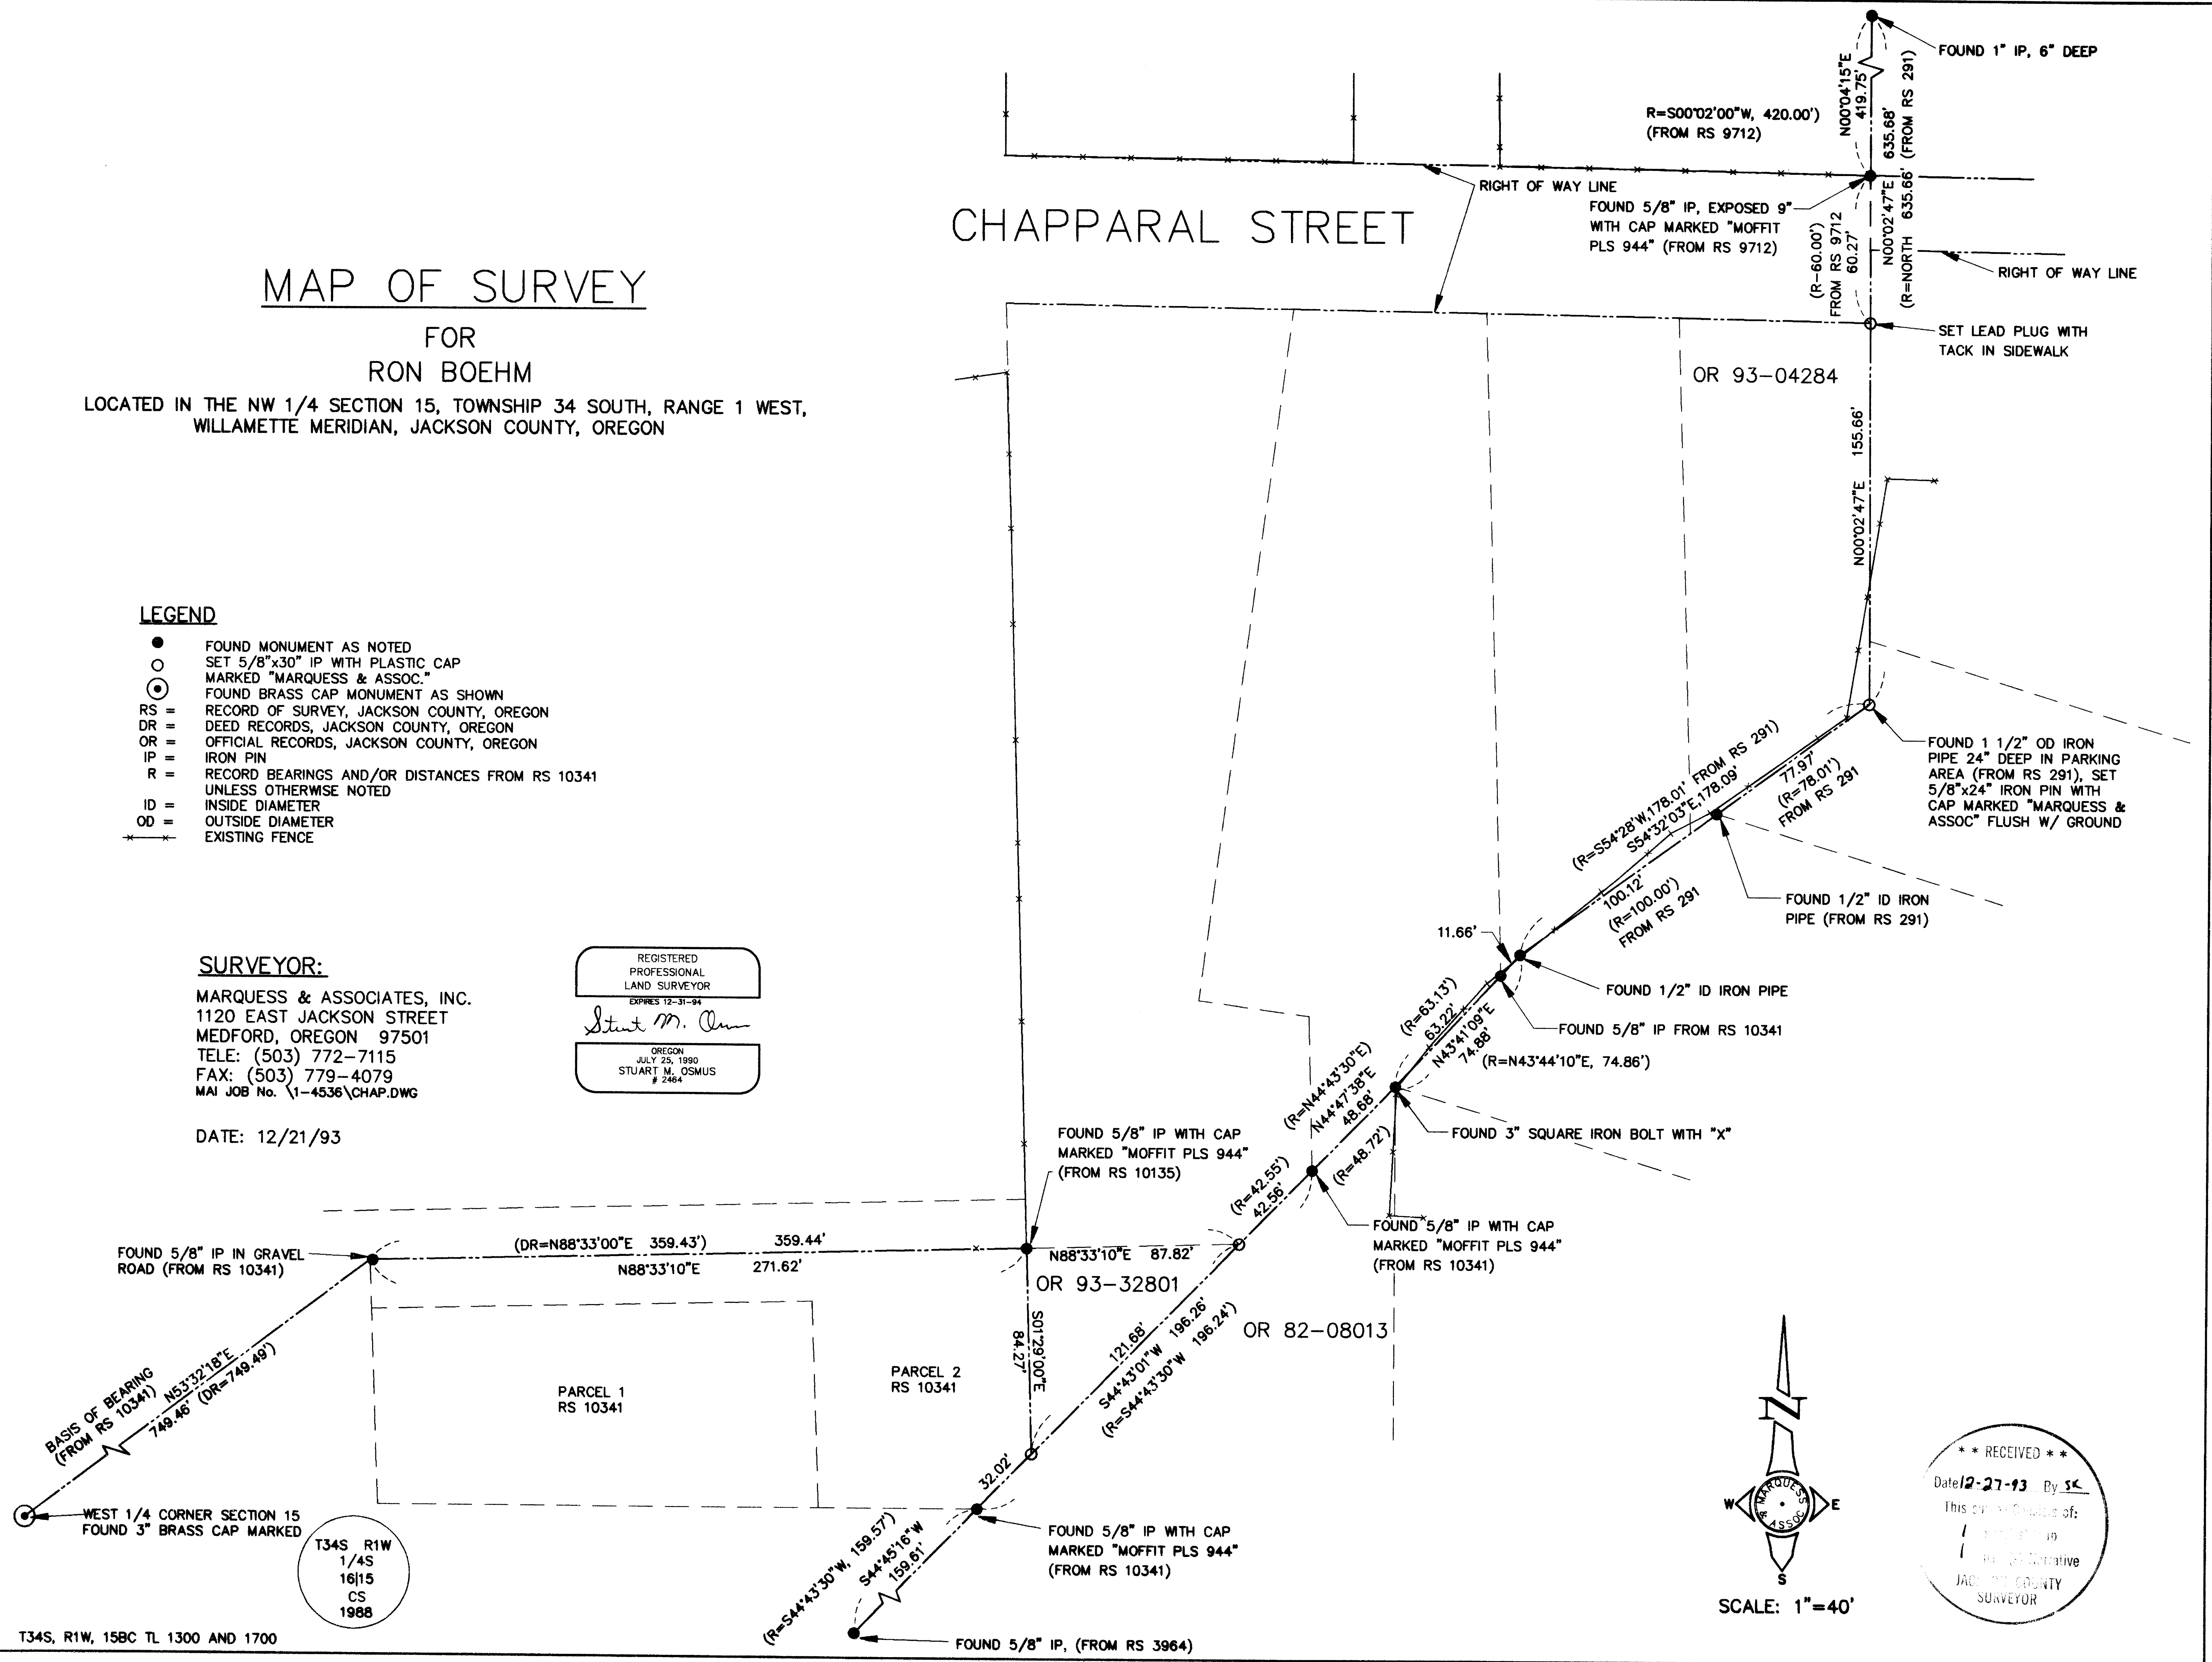 MAP OF SURVEY
FOR
RON BOEHM
LOCATED IN THE NW 1/4 SECTION 15, TOWNSHIP 34 SOUTH, RANGE 1 WEST,
WILLAMETTE MERIDIAN, JACKSON COUNTY, OREGON
LEGEND
FOUND MONUMENT AS NOTED
SET 5/8"x30" IP WITH PLASTIC CAP
MARKED "MARQUESS & ASSOC."
FOUND BRASS CAP MONUMENT AS SHOWN
RS = RECORD OF SURVEY, JACKSON COUNTY, OREGON
DR = DEED RECORDS, JACKSON COUNTY, OREGON
OR = OFFICIAL RECORDS, JACKSON COUNTY, OREGON
IP = IRON PIN
R = RECORD BEARINGS AND/OR DISTANCES FROM RS 10341
UNLESS OTHERWISE NOTED
ID = INSIDE DIAMETER
OD = OUTSIDE DIAMETER
EXISTING FENCE
SURVEYOR:
MARQUESS & ASSOCIATES, INC.
1120 EAST JACKSON STREET
MEDFORD, OREGON 97501
TELE: (503) 772-7115
FAX: (503) 779-4079
MAI JOB No. \1-4536\CHAP.DWG
DATE: 12/21/93
REGISTERED
PROFESSIONAL
LAND SURVEYOR
EXPIRES 12-31-94
OREGON
JULY 25, 1990
STUART M. OSMUS
# 2464
CHAPPARAL STREET
RIGHT OF WAY LINE
R=S00°02'00"W, 420.00')
(FROM RS 9712)
N00°04'15"E
419.75'
FOUND 1" IP, 6" DEEP
N00°02'47"E 635.68'
(R=NORTH 635.66' (FROM RS 291)
FOUND 5/8" IP, EXPOSED 9"
WITH CAP MARKED "MOFFIT
PLS 944" (FROM RS 9712)
(R-60.00')
FROM RS 9712
60.27'
RIGHT OF WAY LINE
SET LEAD PLUG WITH
TACK IN SIDEWALK
OR 93-04284
N00°02'47"E 155.66'
FOUND 1 1/2" OD IRON
PIPE 24" DEEP IN PARKING
AREA (FROM RS 291), SET
5/8"x24" IRON PIN WITH
CAP MARKED "MARQUESS &
ASSOC" FLUSH W/ GROUND
(R=S54°28'W,178.01' FROM RS 291)
S54°32'03"E,178.09'
77.97'
(R=78.01')
FROM RS 291
100.12'
(R=100.00')
FROM RS 291
FOUND 1/2" ID IRON
PIPE (FROM RS 291)
11.66'
FOUND 1/2" ID IRON PIPE
FOUND 5/8" IP FROM RS 10341
(R=63.13')
63.22'
N43°41'09"E
74.88'
(R=N43°44'10"E, 74.86')
(R=N44°43'30"E)
N44°47'38"E
48.68'
(R=48.72')
FOUND 3" SQUARE IRON BOLT WITH "X"
FOUND 5/8" IP WITH CAP
MARKED "MOFFIT PLS 944"
(FROM RS 10135)
(R=42.55')
42.56'
FOUND 5/8" IP WITH CAP
MARKED "MOFFIT PLS 944"
(FROM RS 10341)
FOUND 5/8" IP IN GRAVEL
ROAD (FROM RS 10341)
(DR=N88°33'00"E 359.43') 359.44'
N88°33'10"E 271.62'
N88°33'10"E 87.82'
OR 93-32801
OR 82-08013
S01°29'00"E
84.27'
121.68'
S44°43'01"W 196.26'
(R=S44°43'30"W 196.24')
PARCEL 1
RS 10341
PARCEL 2
RS 10341
BASIS OF BEARING
(FROM RS 10341)
N53°32'18"E
749.46' (DR=749.49')
WEST 1/4 CORNER SECTION 15
FOUND 3" BRASS CAP MARKED
T34S R1W
1/4S
16|15
CS
1988
32.02'
FOUND 5/8" IP WITH CAP
MARKED "MOFFIT PLS 944"
(FROM RS 10341)
(R=S44°43'30"W, 159.57')
S44°45'16"W
159.61'
FOUND 5/8" IP, (FROM RS 3964)
N
W
E
S
MARQUESS
& ASSOC
SCALE: 1"=40'
* * RECEIVED * *
Date 12-27-93 By SK
This of:
1
1 Narrative
COUNTY
SURVEYOR
T34S, R1W, 15BC TL 1300 AND 1700